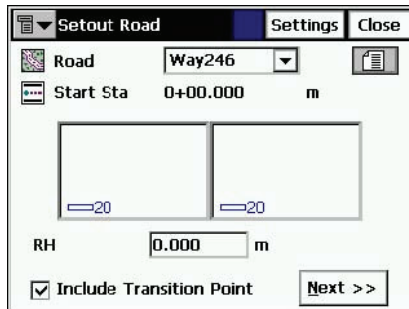 Setout Road Settings Close
Road Way246
Start Sta 0+00.000 m
20 20
RH 0.000 m
Include Transition Point Next >>